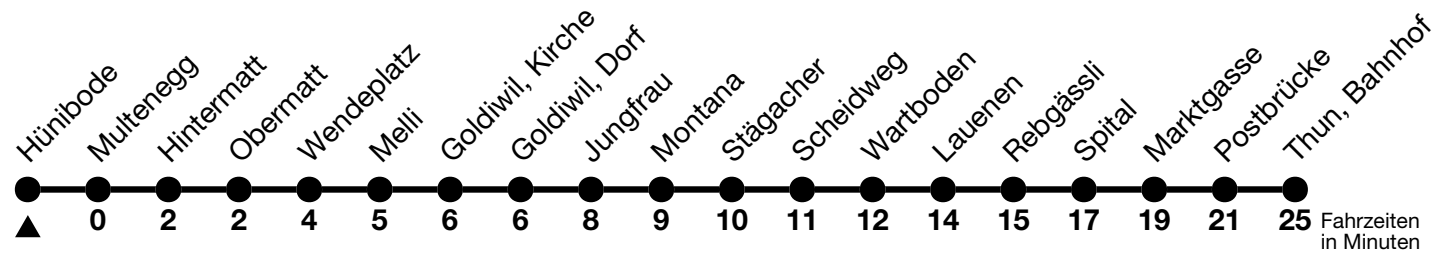 Hünibode
Multenegg
Hintermatt
Obermatt
Wendeplatz
Melli
Goldiwil, Kirche
Goldiwil, Dorf
Jungfrau
Montana
Stägacher
Scheidweg
Wartboden
Lauenen
Rebgässli
Spital
Marktgasse
Postbrücke
Thun, Bahnhof
0 2 2 4 5 6 6 8 9 10 11 12 14 15 17 19 21 25 Fahrzeiten
in Minuten